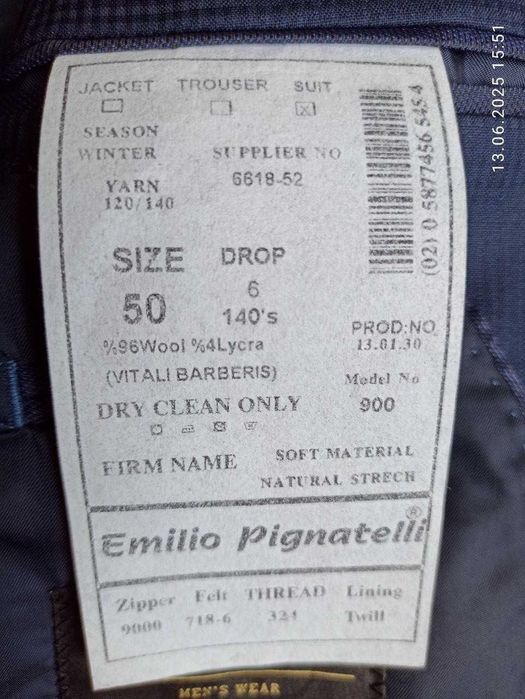 JACKET TROUSER SUIT
SEASON
WINTER
SUPPLIER NO
6618-52
YARN
120/140
(02) 0 5877456 5454
SIZE DROP
50 6
140's
%96Wool %4Lycra
(VITALI BARBERIS)
PROD:NO
13.01.30
Model No
900
DRY CLEAN ONLY
FIRM NAME
SOFT MATERIAL
NATURAL STRECH
Emilio Pignatelli®
Zipper Felt THREAD Lining
9000 718-6 324 Twill
MEN'S WEAR
13.06.2025 15:51